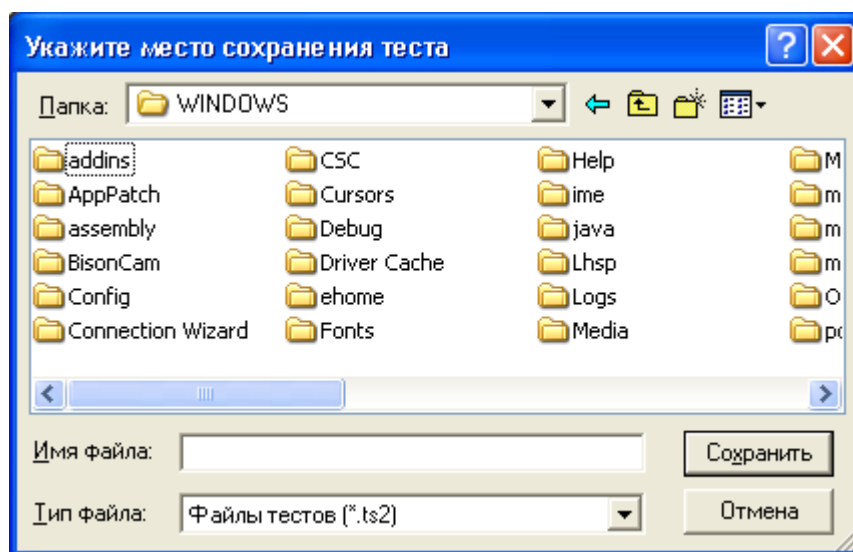 Укажите место сохранения теста
Папка: WINDOWS
addins CSC Help M
AppPatch Cursors ime m
assembly Debug java m
BisonCam Driver Cache Lhsp m
Config ehome Logs O
Connection Wizard Fonts Media po
Имя файла: Сохранить
Тип файла: Файлы тестов (*.ts2) Отмена